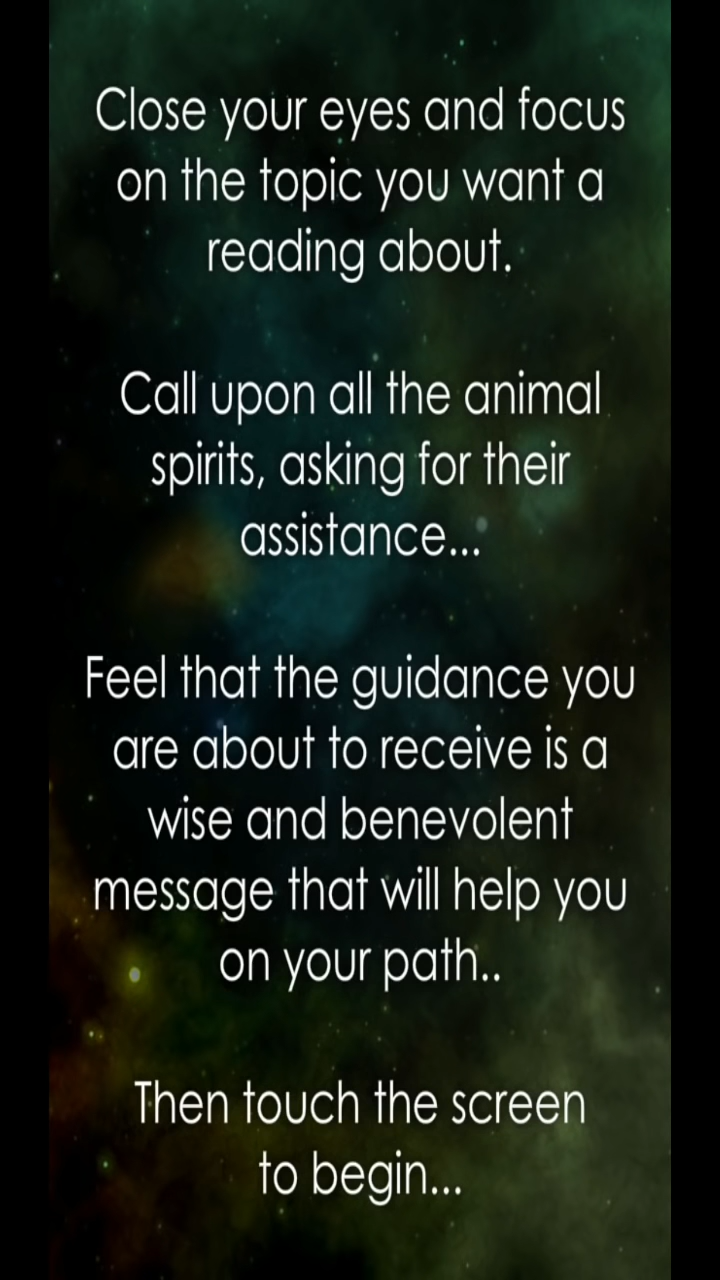 Close your eyes and focus
on the topic you want a
reading about.
Call upon all the animal
spirits, asking for their
assistance...
Feel that the guidance you
are about to receive is a
wise and benevolent
message that will help you
on your path..
Then touch the screen
to begin...